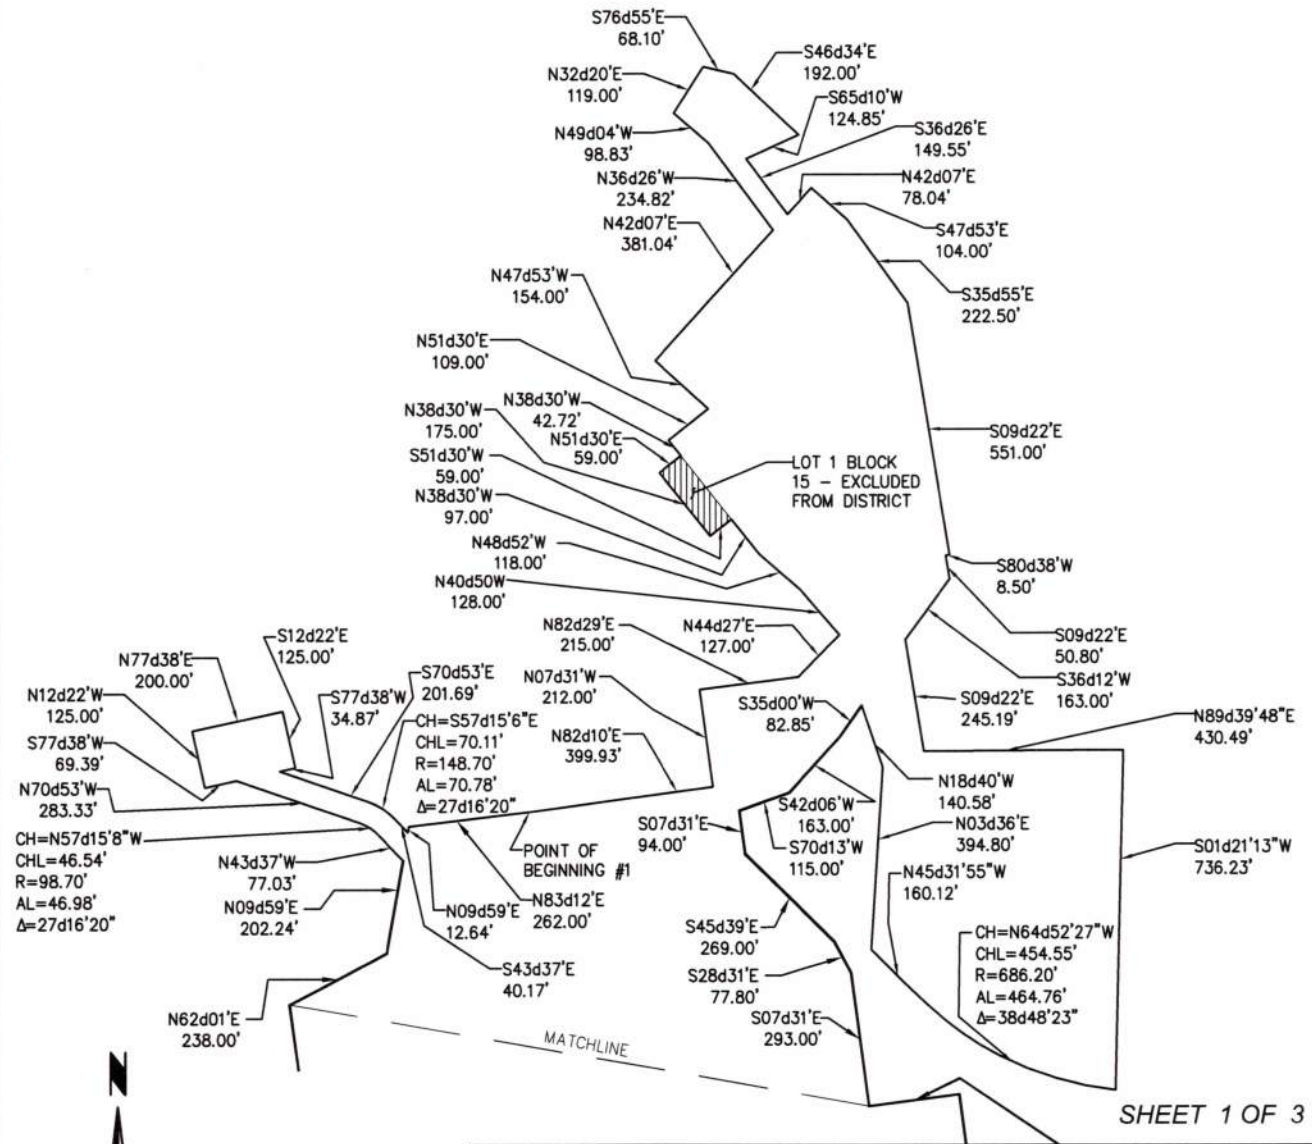 S76d55'E
68.10'
S46d34'E
192.00'
N32d20'E
119.00'
S65d10'W
124.85'
N49d04'W
98.83'
S36d26'E
149.55'
N36d26'W
234.82'
N42d07'E
78.04'
N42d07'E
381.04'
S47d53'E
104.00'
N47d53'W
154.00'
S35d55'E
222.50'
N51d30'E
109.00'
N38d30'W
42.72'
N38d30'W
175.00'
N51d30'E
59.00'
S09d22'E
551.00'
S51d30'W
59.00'
LOT 1 BLOCK
15 - EXCLUDED
FROM DISTRICT
N38d30'W
97.00'
N48d52'W
118.00'
S80d38'W
8.50'
N40d50W
128.00'
N82d29'E
215.00'
N44d27'E
127.00'
S09d22'E
50.80'
S12d22'E
125.00'
N77d38'E
200.00'
S70d53'E
201.69'
N07d31'W
212.00'
S36d12'W
163.00'
N12d22'W
125.00'
S77d38'W
34.87'
S35d00'W
82.85'
S09d22'E
245.19'
N89d39'48"E
430.49'
CH=S57d15'6"E
CHL=70.11'
R=148.70'
AL=70.78'
Δ=27d16'20"
S77d38'W
69.39'
N82d10'E
399.93'
N70d53'W
283.33'
N18d40'W
140.58'
S42d06'W
163.00'
S07d31'E
94.00'
N03d36'E
394.80'
CH=N57d15'8"W
CHL=46.54'
R=98.70'
AL=46.98'
Δ=27d16'20"
S70d13'W
115.00'
S01d21'13"W
736.23'
POINT OF
BEGINNING #1
N43d37'W
77.03'
N45d31'55"W
160.12'
N09d59'E
202.24'
N09d59'E
12.64'
N83d12'E
262.00'
S45d39'E
269.00'
CH=N64d52'27"W
CHL=454.55'
R=686.20'
AL=464.76'
Δ=38d48'23"
S43d37'E
40.17'
S28d31'E
77.80'
N62d01'E
238.00'
S07d31'E
293.00'
MATCHLINE
N
SHEET 1 OF 3